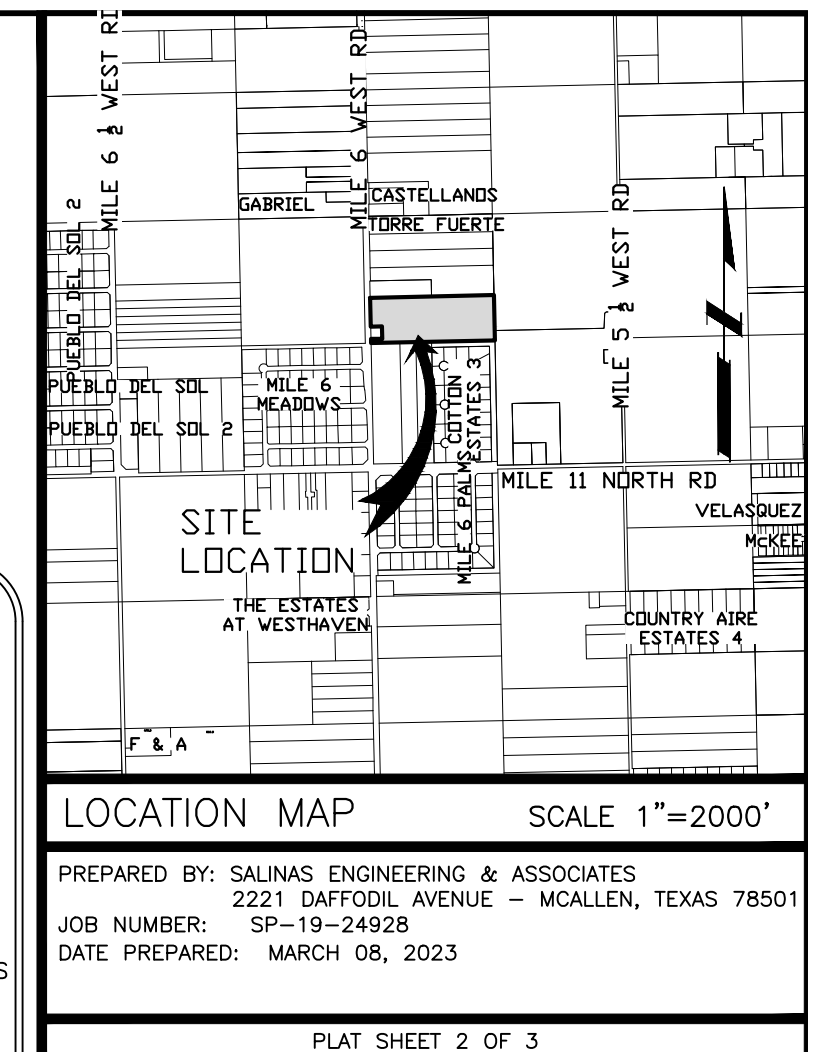 MILE 6 ½ WEST RD
MILE 6 WEST RD
PUEBLO DEL SOL 2
GABRIEL
CASTELLANOS
TORRE FUERTE
MILE 5 ½ WEST RD
PUEBLO DEL SOL
PUEBLO DEL SOL 2
MILE 6
MEADOWS
COTTON
ESTATES 3
MILE 6 PALMS
MILE 11 NORTH RD
VELASQUEZ
McKEE
SITE
LOCATION
THE ESTATES
AT WESTHAVEN
COUNTRY AIRE
ESTATES 4
F & A
LOCATION MAP SCALE 1"=2000'
PREPARED BY: SALINAS ENGINEERING & ASSOCIATES
2221 DAFFODIL AVENUE – MCALLEN, TEXAS 78501
JOB NUMBER: SP–19–24928
DATE PREPARED: MARCH 08, 2023
S
PLAT SHEET 2 OF 3